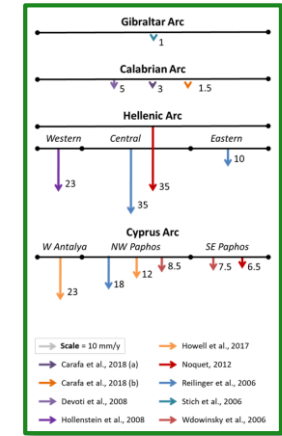 Gibraltar Arc
1
Calabrian Arc
5 3 1.5
Hellenic Arc
Western Central Eastern
10
23
35 35
Cyprus Arc
W Antalya NW Paphos SE Paphos
8.5 7.5 6.5
12
18
23
Scale = 10 mm/y Howell et al., 2017
Carafa et al., 2018 (a) Noquet, 2012
Carafa et al., 2018 (b) Reilinger et al., 2006
Devoti et al., 2008 Stich et al., 2006
Hollenstein et al., 2008 Wdowinsky et al., 2006